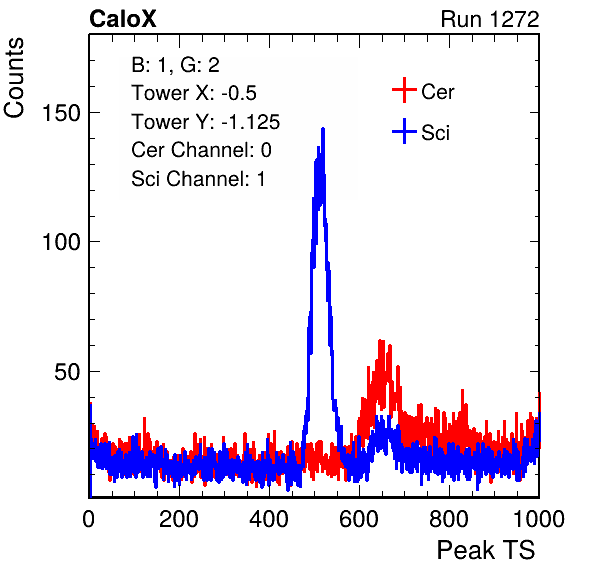 CaloX Run 1272
Counts
B: 1, G: 2
Tower X: -0.5
Tower Y: -1.125
Cer Channel: 0
Sci Channel: 1
Cer
Sci
150
100
50
0 200 400 600 800 1000
Peak TS